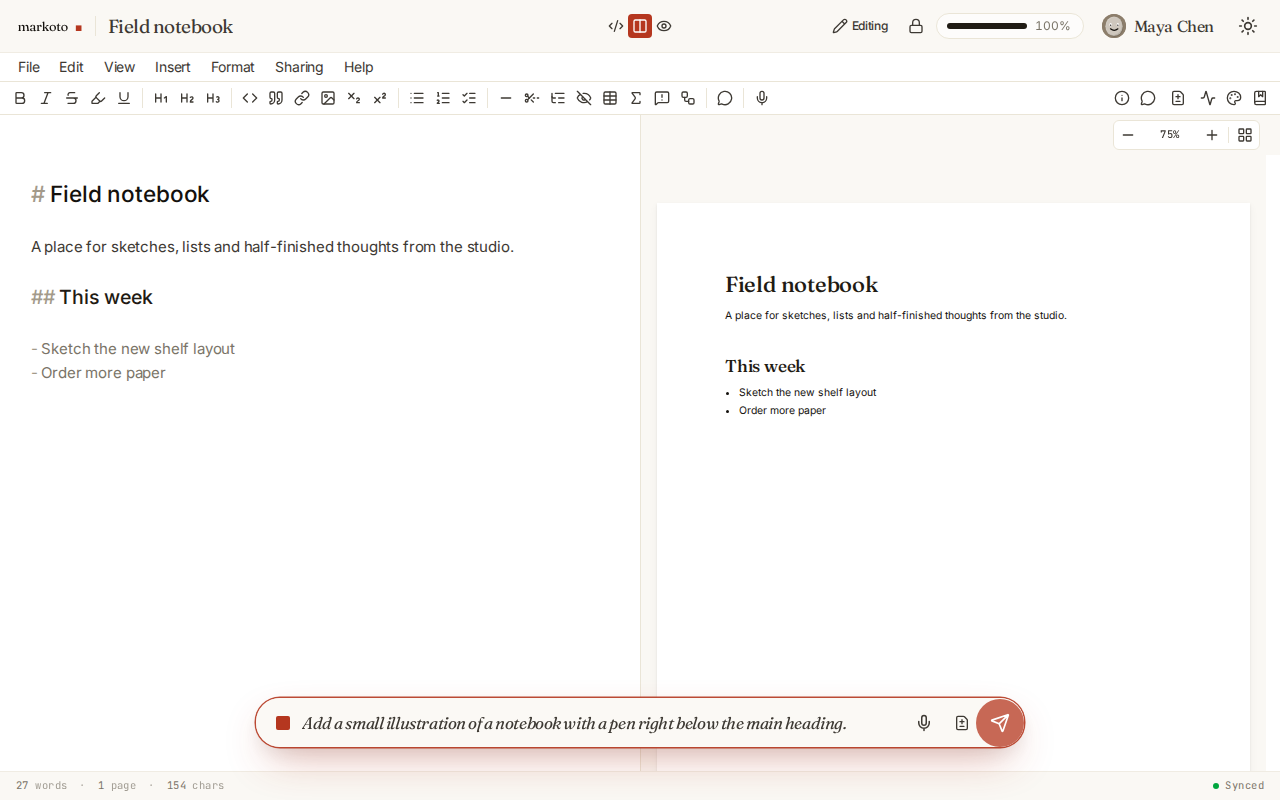 markoto
Field notebook
Editing
100%
Maya Chen
File Edit View Insert Format Sharing Help
B I S U H1 H2 H3 x2 x2
75%
# Field notebook
A place for sketches, lists and half-finished thoughts from the studio.
## This week
- Sketch the new shelf layout
- Order more paper
Field notebook
A place for sketches, lists and half-finished thoughts from the studio.
This week
• Sketch the new shelf layout
• Order more paper
Add a small illustration of a notebook with a pen right below the main heading.
27 words · 1 page · 154 chars
Synced